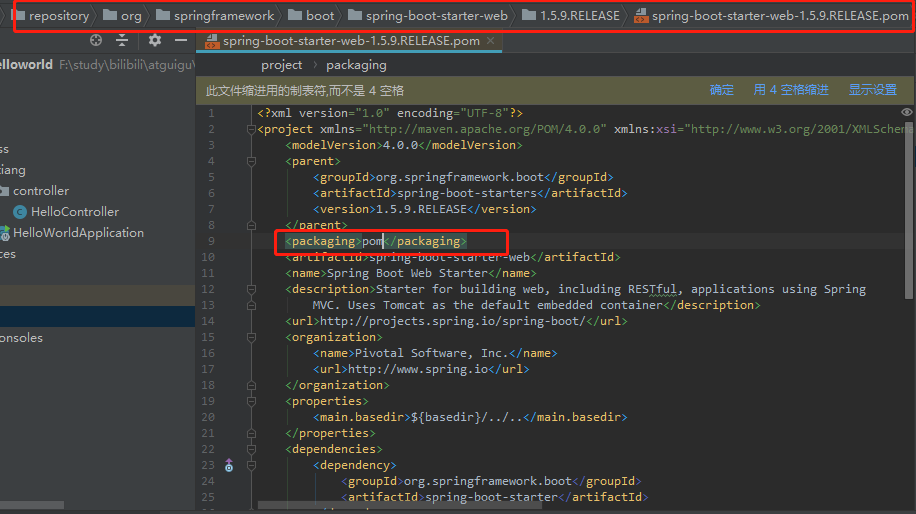 repository org springframework boot spring-boot-starter-web 1.5.9.RELEASE spring-boot-starter-web-1.5.9.RELEASE.pom
spring-boot-starter-web-1.5.9.RELEASE.pom
elloworld F:\study\bilibili\atguigu\
project > packaging
此文件缩进用的制表符,而不是 4 空格 确定 用 4 空格缩进 显示设置
ss
iang
controller
HelloController
HelloWorldApplication
ces
onsoles
1 <?xml version="1.0" encoding="UTF-8"?>
2 <project xmlns="http://maven.apache.org/POM/4.0.0" xmlns:xsi="http://www.w3.org/2001/XMLSchema
3 <modelVersion>4.0.0</modelVersion>
4 <parent>
5 <groupId>org.springframework.boot</groupId>
6 <artifactId>spring-boot-starters</artifactId>
7 <version>1.5.9.RELEASE</version>
8 </parent>
9 <packaging>pom</packaging>
10 <artifactId>spring-boot-starter-web</artifactId>
11 <name>Spring Boot Web Starter</name>
12 <description>Starter for building web, including RESTful, applications using Spring
13 MVC. Uses Tomcat as the default embedded container</description>
14 <url>http://projects.spring.io/spring-boot/</url>
15 <organization>
16 <name>Pivotal Software, Inc.</name>
17 <url>http://www.spring.io</url>
18 </organization>
19 <properties>
20 <main.basedir>${basedir}/../..</main.basedir>
21 </properties>
22 <dependencies>
23 <dependency>
24 <groupId>org.springframework.boot</groupId>
25 <artifactId>spring-boot-starter</artifactId>